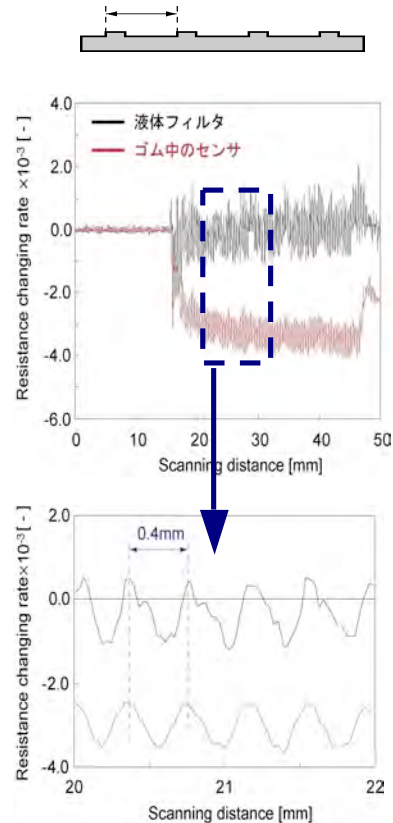 4.0
2.0
0.0
-2.0
-4.0
-6.0
Resistance changing rate ×10-3 [ - ]
液体フィルタ
ゴム中のセンサ
0 10 20 30 40 50
Scanning distance [mm]
2.0
0.0
-2.0
-4.0
Resistance changing rate×10-3 [ - ]
0.4mm
20 21 22
Scanning distance [mm]